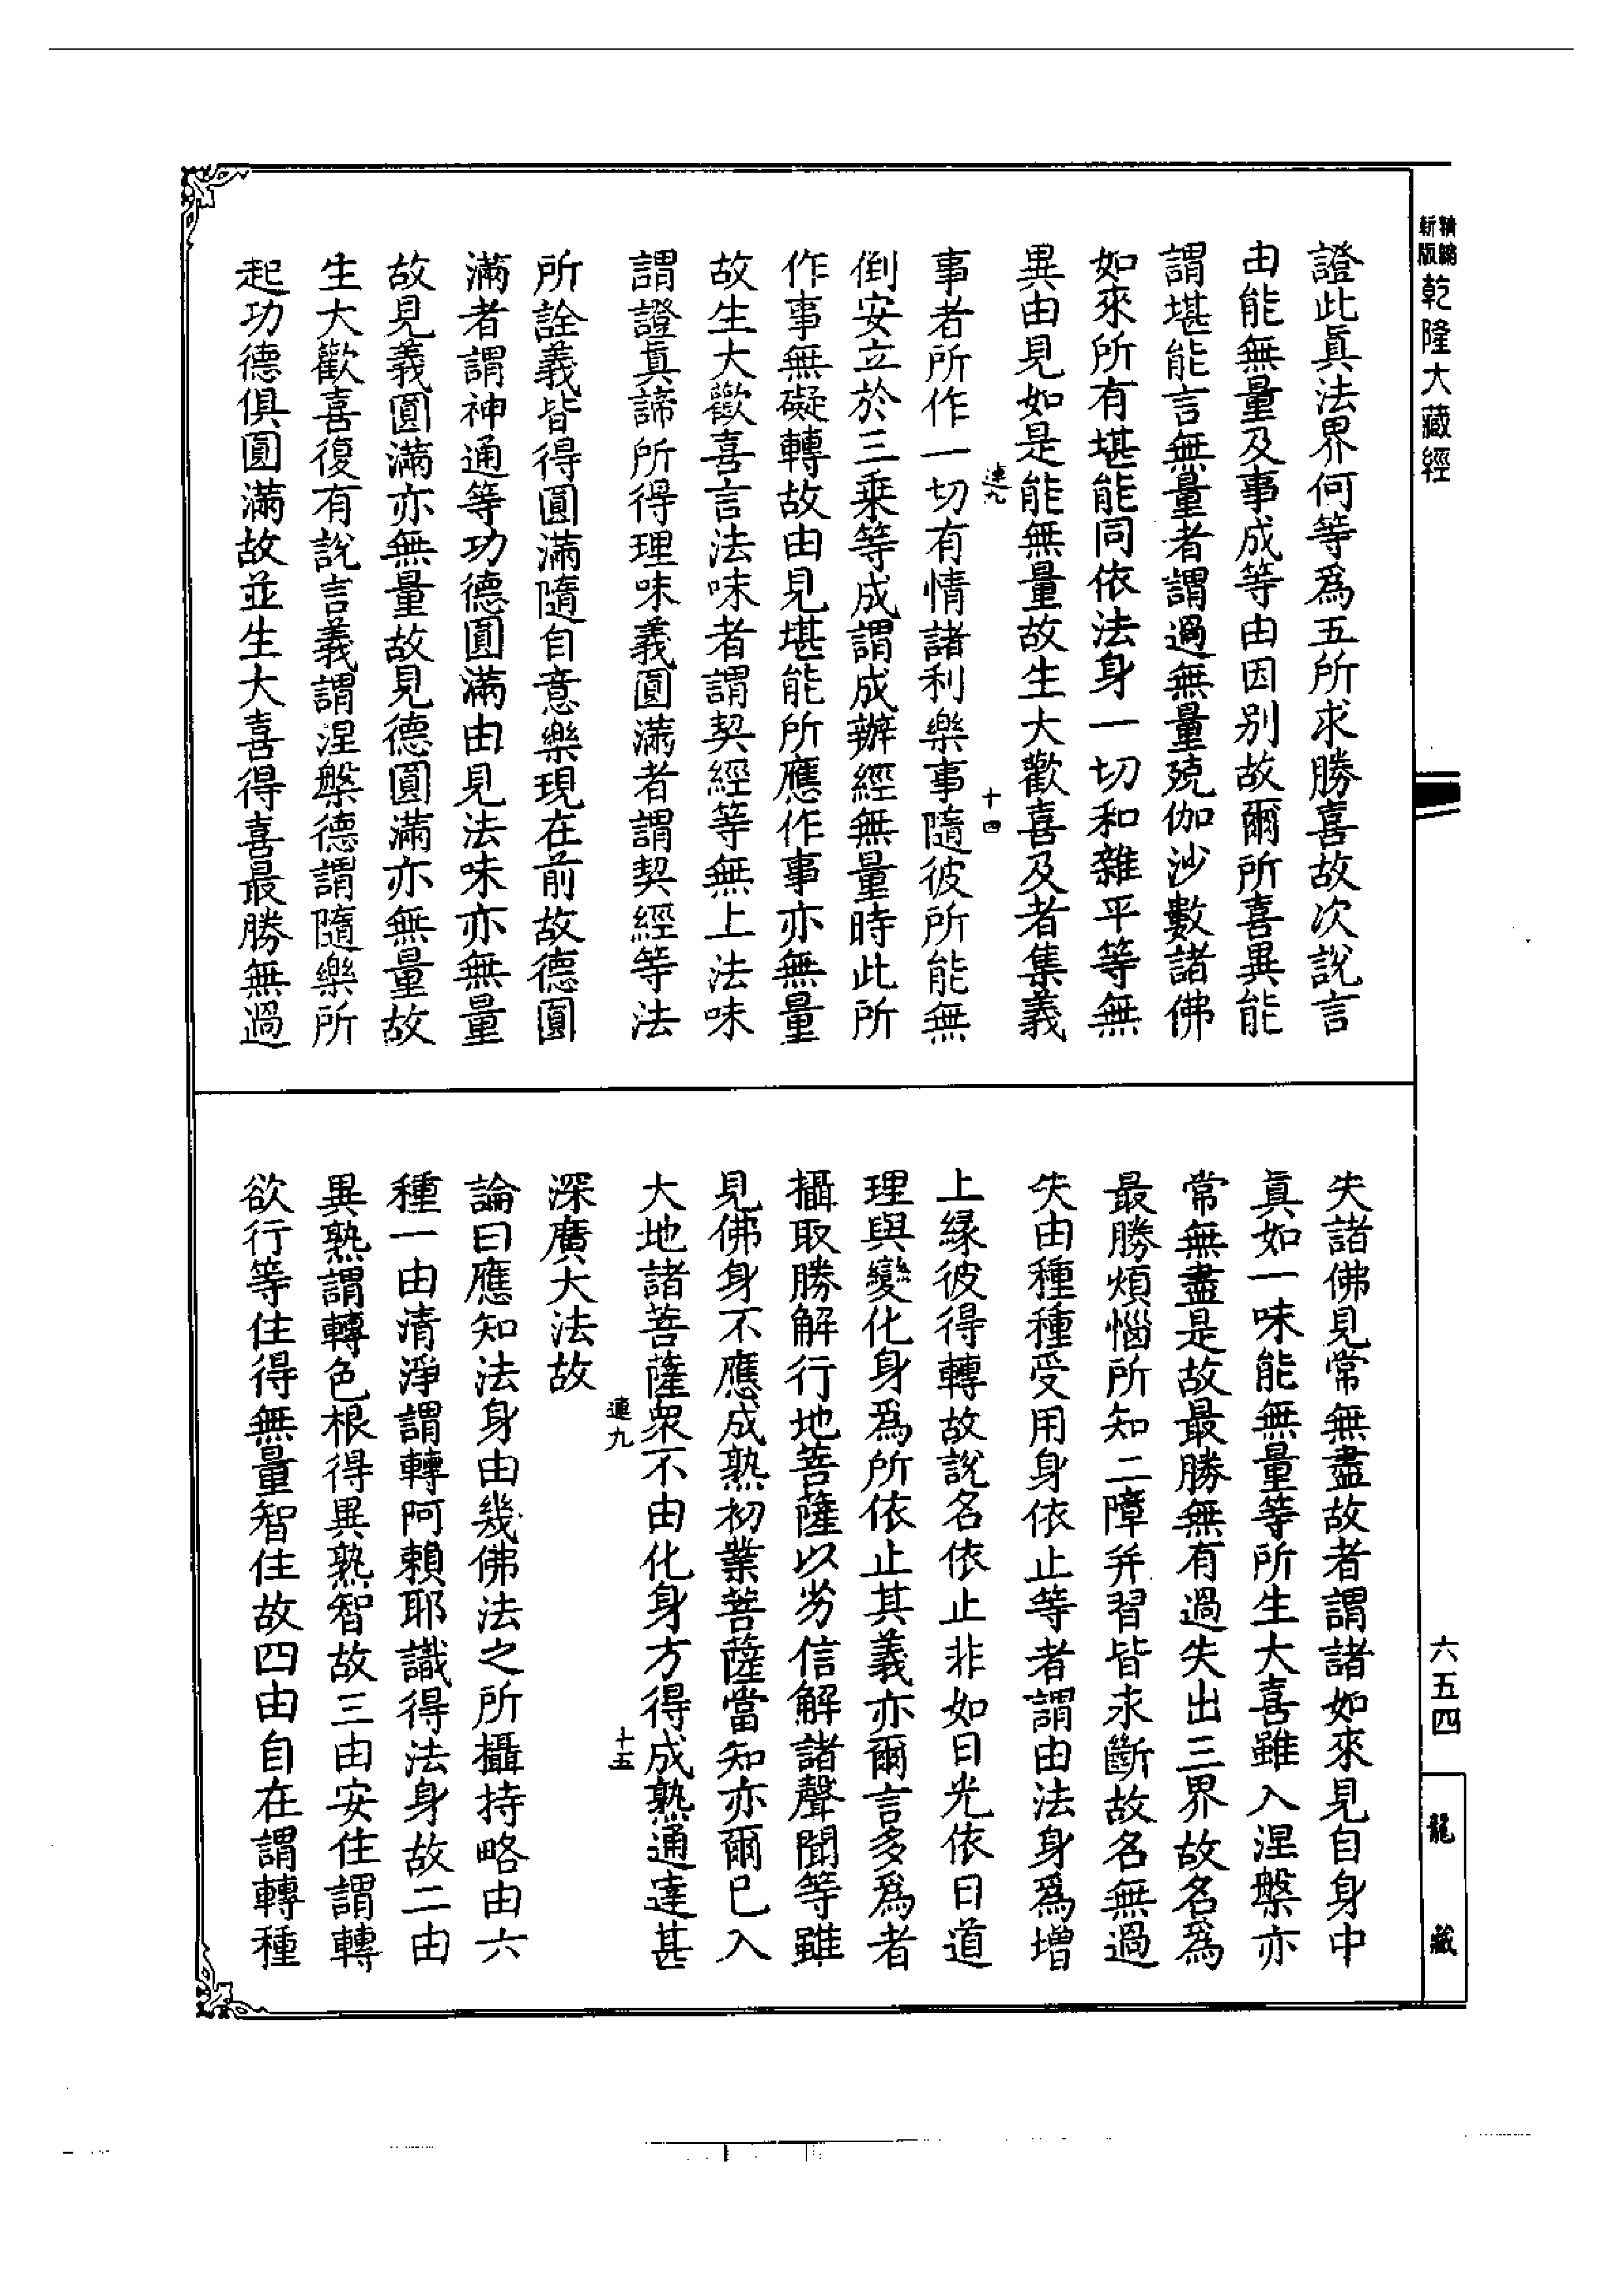 精縮新版乾隆大藏經
證此眞法界何等爲五所求勝喜故次說言
由能無量及事成等由因别故爾所喜異能
謂堪能言無量者謂過無量殑伽沙數諸佛
如來所有堪能同依法身一切和雜平等無
異由見如是能無量故生大歡喜及者集義
連九 十四
事者所作一切有情諸利樂事隨彼所能無
倒安立於三乗等成謂成辦經無量時此所
作事無礙轉故由見堪能所應作事亦無量
故生大歡喜言法味者謂契經等無上法味
謂證真諦所得理味義圓滿者謂契經等法
所詮義皆得圓滿隨自意樂現在前故德圓
滿者謂神通等功德圓滿由見法味亦無量
故見義圓滿亦無量故見德圓滿亦無量故
生大歡喜復有說言義謂涅槃德謂隨樂所
起功德俱圓滿故並生大喜得喜最勝無過
失諸佛見常無盡故者謂諸如來見自身中
眞如一味能無量等所生大喜雖入涅槃亦
常無盡是故最勝無有過失出三界故名為
最勝煩惱所知二障并習皆永斷故名無過
失由種種受用身依止等者謂由法身爲增
上緣彼得轉故說名依止非如日光依日道
理與變化身爲所依止其義亦爾言多爲者
攝取勝解行地菩薩以劣信解諸聲聞等雖
見佛身不應成熟初業菩薩當知亦爾已入
大地諸菩薩衆不由化身方得成熟通達甚
連九 十五
深廣大法故
論曰應知法身由幾佛法之所攝持略由六
種一由清淨謂轉阿賴耶識得法身故二由
異熟謂轉色根得異熟智故三由安住謂轉
欲行等住得無量智住故四由自在謂轉種
六五四
龍藏